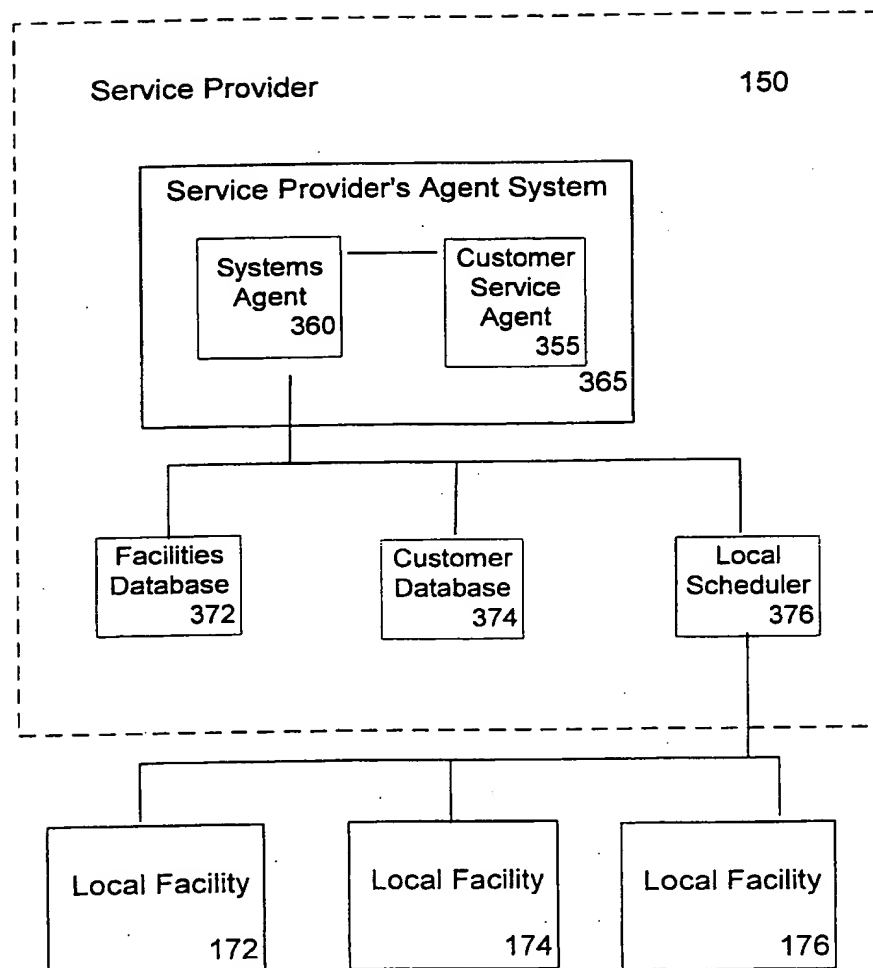 Service Provider
150
Service Provider's Agent System
Systems
Agent
360
Customer
Service
Agent
355
365
Facilities
Database
372
Customer
Database
374
Local
Scheduler
376
Local Facility
172
Local Facility
174
Local Facility
176